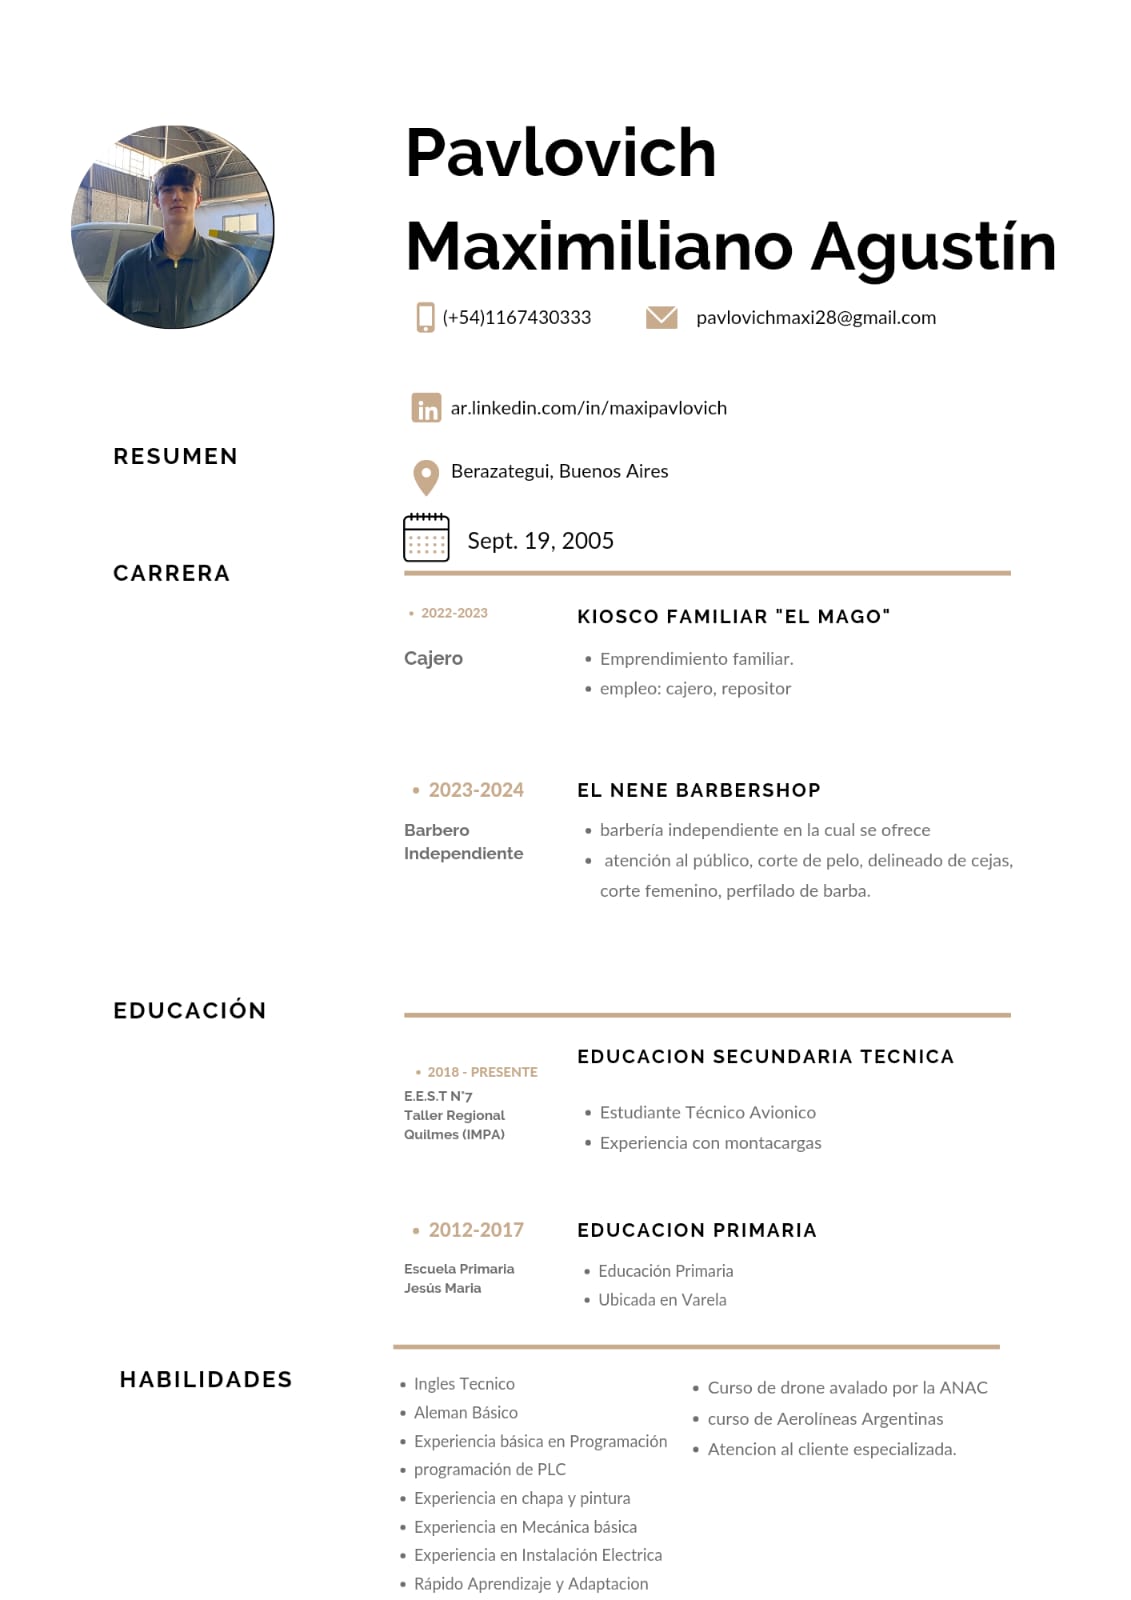 Pavlovich
Maximiliano Agustín
(+54)1167430333
pavlovichmaxi28@gmail.com
ar.linkedin.com/in/maxipavlovich
RESUMEN
Berazategui, Buenos Aires
Sept. 19, 2005
CARRERA
• 2022-2023
KIOSCO FAMILIAR "EL MAGO"
Cajero
• Emprendimiento familiar.
• empleo: cajero, repositor
• 2023-2024
EL NENE BARBERSHOP
Barbero
Independiente
• barbería independiente en la cual se ofrece
• atención al público, corte de pelo, delineado de cejas,
corte femenino, perfilado de barba.
EDUCACIÓN
EDUCACION SECUNDARIA TECNICA
• 2018 - PRESENTE
E.E.S.T N°7
Taller Regional
Quilmes (IMPA)
• Estudiante Técnico Avionico
• Experiencia con montacargas
• 2012-2017
EDUCACION PRIMARIA
Escuela Primaria
Jesús Maria
• Educación Primaria
• Ubicada en Varela
HABILIDADES
• Ingles Tecnico
• Aleman Básico
• Experiencia básica en Programación
• programación de PLC
• Experiencia en chapa y pintura
• Experiencia en Mecánica básica
• Experiencia en Instalación Electrica
• Rápido Aprendizaje y Adaptacion
• Curso de drone avalado por la ANAC
• curso de Aerolíneas Argentinas
• Atencion al cliente especializada.